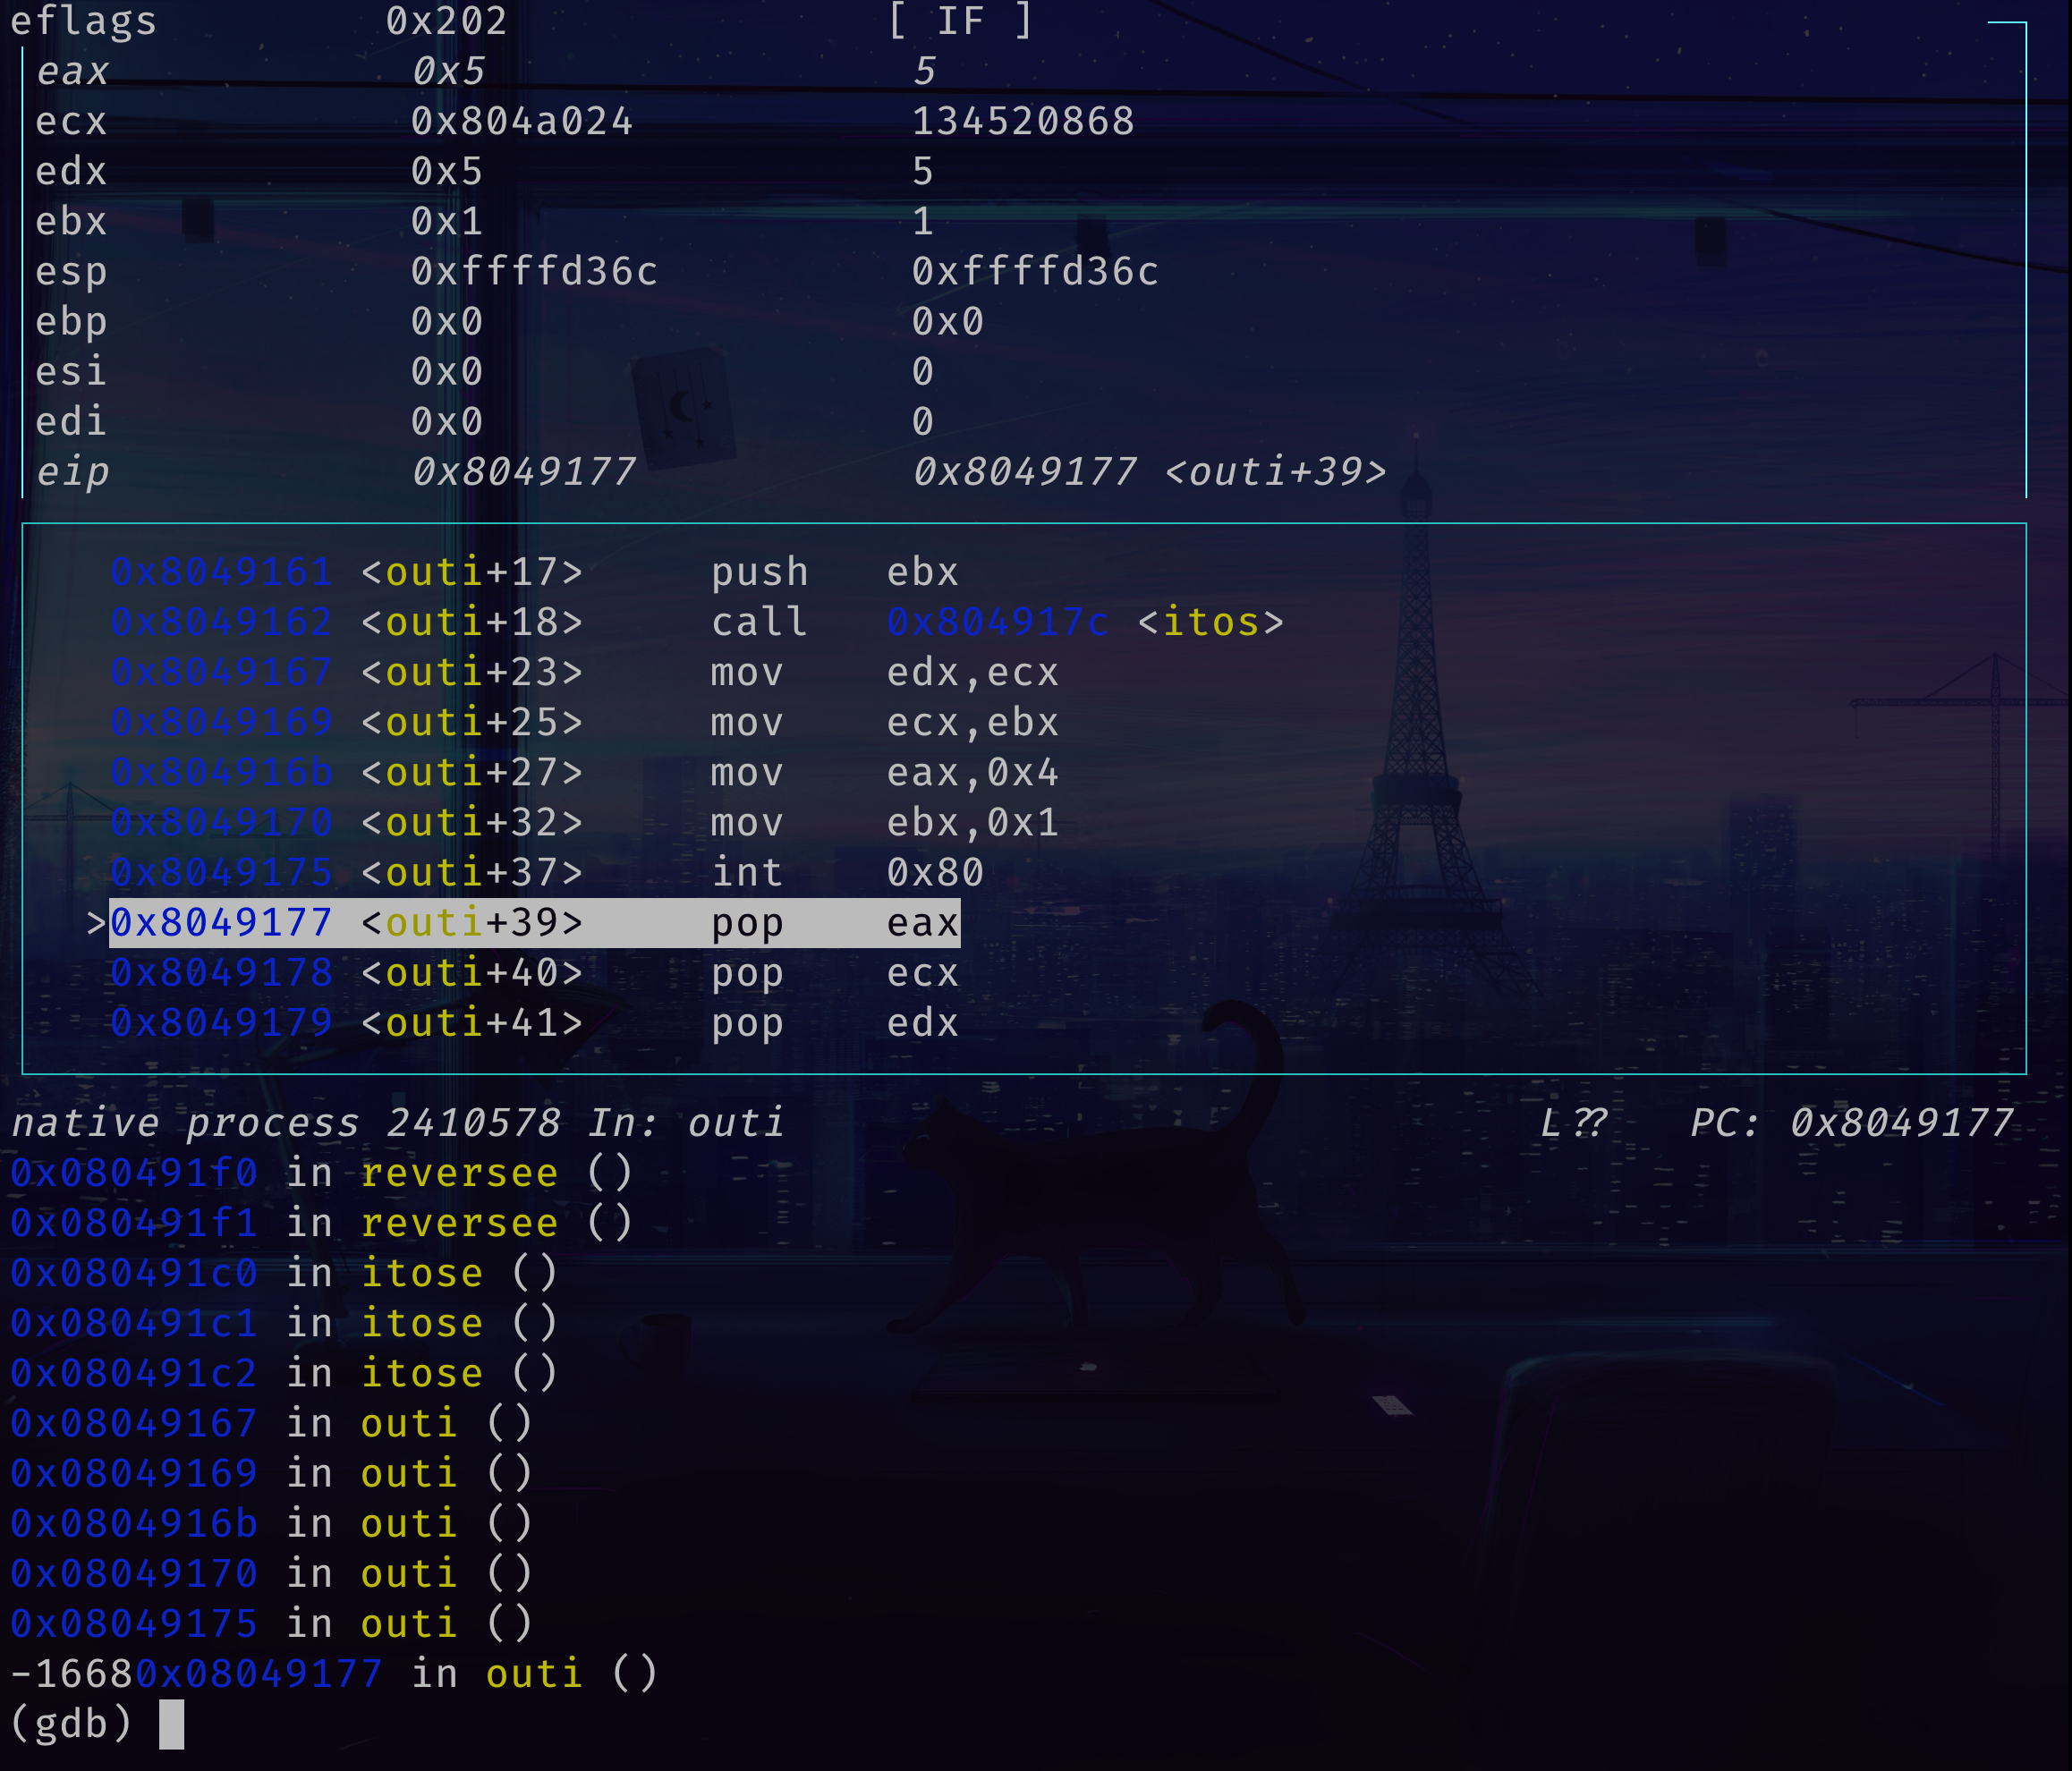 eflags 0x202 [ IF ]
eax 0x5 5
ecx 0x804a024 134520868
edx 0x5 5
ebx 0x1 1
esp 0xffffd36c 0xffffd36c
ebp 0x0 0x0
esi 0x0 0
edi 0x0 0
eip 0x8049177 0x8049177 <outi+39>
0x8049161 <outi+17> push ebx
0x8049162 <outi+18> call 0x804917c <itos>
0x8049167 <outi+23> mov edx,ecx
0x8049169 <outi+25> mov ecx,ebx
0x804916b <outi+27> mov eax,0x4
0x8049170 <outi+32> mov ebx,0x1
0x8049175 <outi+37> int 0x80
>0x8049177 <outi+39> pop eax
0x8049178 <outi+40> pop ecx
0x8049179 <outi+41> pop edx
native process 2410578 In: outi L?? PC: 0x8049177
0x080491f0 in reversee ()
0x080491f1 in reversee ()
0x080491c0 in itose ()
0x080491c1 in itose ()
0x080491c2 in itose ()
0x08049167 in outi ()
0x08049169 in outi ()
0x0804916b in outi ()
0x08049170 in outi ()
0x08049175 in outi ()
-16680x08049177 in outi ()
(gdb)